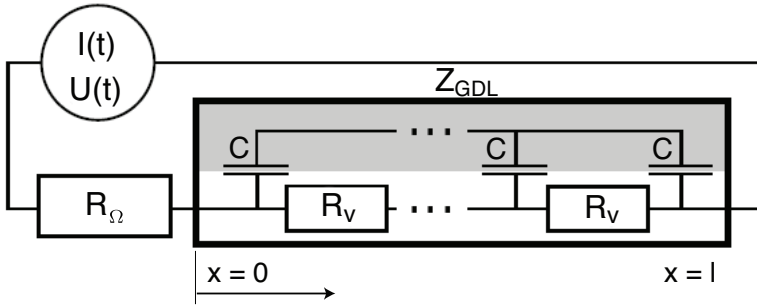 I(t)
U(t)
Z_GDL
C
C
C
R_Ω
R_v
R_v
x = 0
x = l